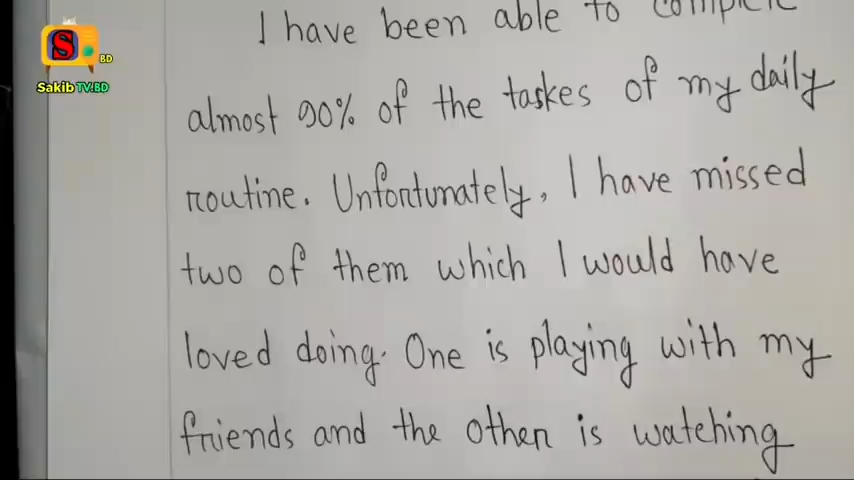 S
BD
Sakib TV.BD
I have been able to complete
almost 90% of the taskes of my daily
routine. Unfortunately, I have missed
two of them which I would have
loved doing. One is playing with my
friends and the other is watching